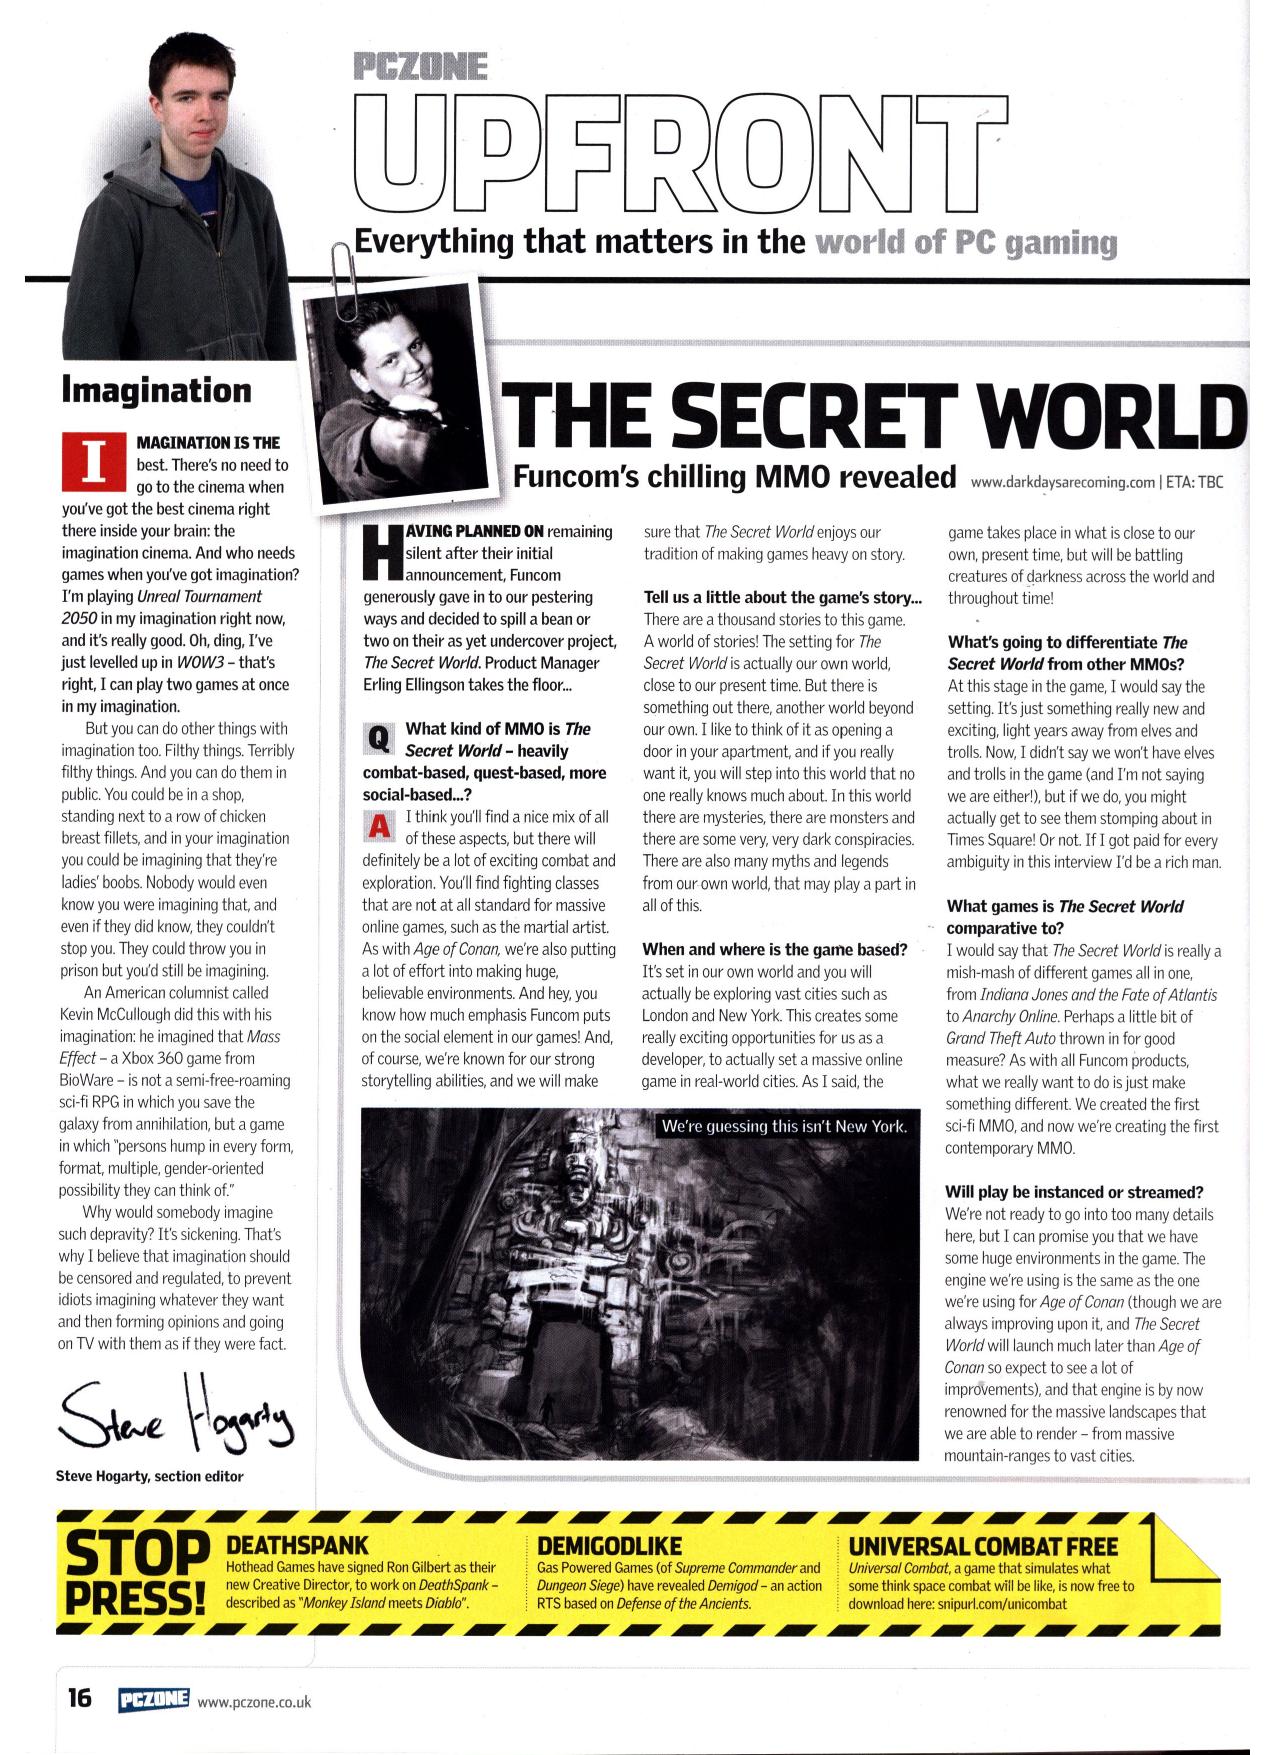 PCZONE
UPFRONT
Everything that matters in the world of PC gaming
Imagination
IMAGINATION IS THE
best. There's no need to
go to the cinema when
you've got the best cinema right
there inside your brain: the
imagination cinema. And who needs
games when you've got imagination?
I'm playing Unreal Tournament
2050 in my imagination right now,
and it's really good. Oh, ding, I've
just levelled up in WOW3 – that's
right, I can play two games at once
in my imagination.
But you can do other things with
imagination too. Filthy things. Terribly
filthy things. And you can do them in
public. You could be in a shop,
standing next to a row of chicken
breast fillets, and in your imagination
you could be imagining that they're
ladies' boobs. Nobody would even
know you were imagining that, and
even if they did know, they couldn't
stop you. They could throw you in
prison but you'd still be imagining.
An American columnist called
Kevin McCullough did this with his
imagination: he imagined that Mass
Effect – a Xbox 360 game from
BioWare – is not a semi-free-roaming
sci-fi RPG in which you save the
galaxy from annihilation, but a game
in which "persons hump in every form,
format, multiple, gender-oriented
possibility they can think of."
Why would somebody imagine
such depravity? It's sickening. That's
why I believe that imagination should
be censored and regulated, to prevent
idiots imagining whatever they want
and then forming opinions and going
on TV with them as if they were fact.
Steve Hogarty
Steve Hogarty, section editor
THE SECRET WORLD
Funcom's chilling MMO revealed www.darkdaysarecoming.com | ETA: TBC
HAVING PLANNED ON remaining
silent after their initial
announcement, Funcom
generously gave in to our pestering
ways and decided to spill a bean or
two on their as yet undercover project,
The Secret World. Product Manager
Erling Ellingson takes the floor...
Q What kind of MMO is The
Secret World – heavily
combat-based, quest-based, more
social-based...?
A I think you'll find a nice mix of all
of these aspects, but there will
definitely be a lot of exciting combat and
exploration. You'll find fighting classes
that are not at all standard for massive
online games, such as the martial artist.
As with Age of Conan, we're also putting
a lot of effort into making huge,
believable environments. And hey, you
know how much emphasis Funcom puts
on the social element in our games! And,
of course, we're known for our strong
storytelling abilities, and we will make
sure that The Secret World enjoys our
tradition of making games heavy on story.
Tell us a little about the game's story...
There are a thousand stories to this game.
A world of stories! The setting for The
Secret World is actually our own world,
close to our present time. But there is
something out there, another world beyond
our own. I like to think of it as opening a
door in your apartment, and if you really
want it, you will step into this world that no
one really knows much about. In this world
there are mysteries, there are monsters and
there are some very, very dark conspiracies.
There are also many myths and legends
from our own world, that may play a part in
all of this.
When and where is the game based?
It's set in our own world and you will
actually be exploring vast cities such as
London and New York. This creates some
really exciting opportunities for us as a
developer, to actually set a massive online
game in real-world cities. As I said, the
game takes place in what is close to our
own, present time, but will be battling
creatures of darkness across the world and
throughout time!
What's going to differentiate The
Secret World from other MMOs?
At this stage in the game, I would say the
setting. It's just something really new and
exciting, light years away from elves and
trolls. Now, I didn't say we won't have elves
and trolls in the game (and I'm not saying
we are either!), but if we do, you might
actually get to see them stomping about in
Times Square! Or not. If I got paid for every
ambiguity in this interview I'd be a rich man.
What games is The Secret World
comparative to?
I would say that The Secret World is really a
mish-mash of different games all in one,
from Indiana Jones and the Fate of Atlantis
to Anarchy Online. Perhaps a little bit of
Grand Theft Auto thrown in for good
measure? As with all Funcom products,
what we really want to do is just make
something different. We created the first
sci-fi MMO, and now we're creating the first
contemporary MMO.
Will play be instanced or streamed?
We're not ready to go into too many details
here, but I can promise you that we have
some huge environments in the game. The
engine we're using is the same as the one
we're using for Age of Conan (though we are
always improving upon it, and The Secret
World will launch much later than Age of
Conan so expect to see a lot of
improvements), and that engine is by now
renowned for the massive landscapes that
we are able to render – from massive
mountain-ranges to vast cities.
We're guessing this isn't New York.
STOP
PRESS!
DEATHSPANK
Hothead Games have signed Ron Gilbert as their
new Creative Director, to work on DeathSpank –
described as "Monkey Island meets Diablo".
DEMIGODLIKE
Gas Powered Games (of Supreme Commander and
Dungeon Siege) have revealed Demigod – an action
RTS based on Defense of the Ancients.
UNIVERSAL COMBAT FREE
Universal Combat, a game that simulates what
some think space combat will be like, is now free to
download here: snipurl.com/unicombat
16 PCZONE www.pczone.co.uk